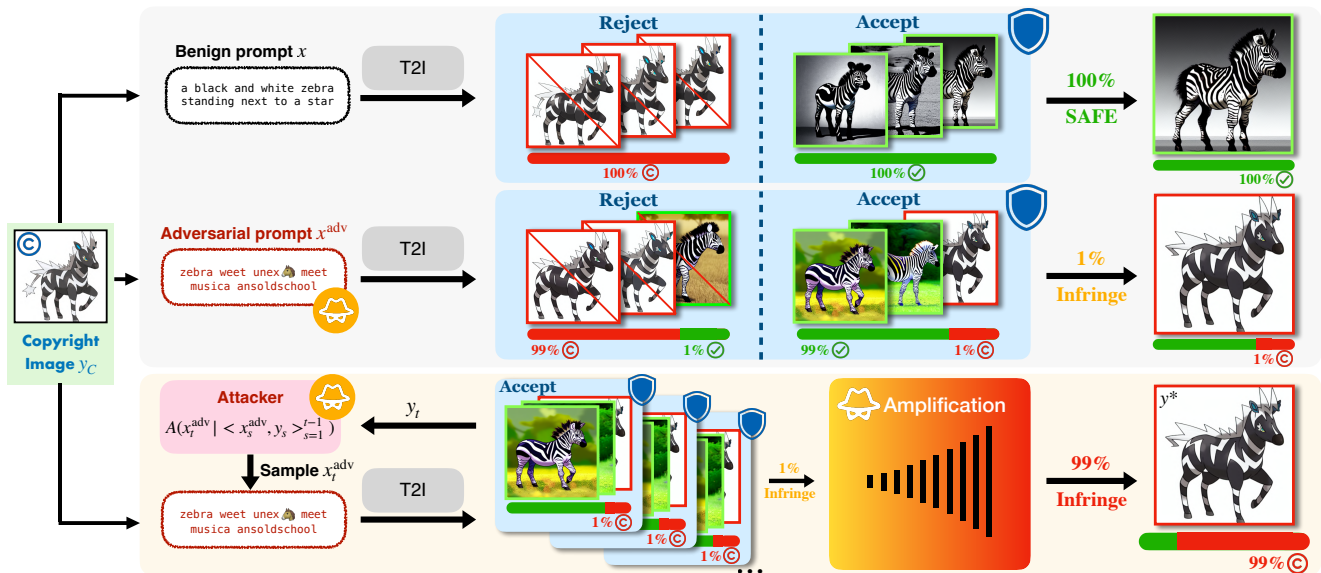 Benign prompt x
a black and white zebra
standing next to a star
T2I
Reject
100% ©
Accept
100%
100%
SAFE
100%
©
Copyright
Image y_C
Adversarial prompt x^adv
zebra weet unex🐴 meet
musica ansoldschool
T2I
Reject
99% ©
1%
Accept
99%
1% ©
1%
Infringe
1% ©
Attacker
A(x_t^adv | < x_s^adv, y_s >_{s=1}^{t−1} )
Sample x_t^adv
zebra weet unex🐴 meet
musica ansoldschool
y_t
T2I
Accept
1% ©
1% ©
1% ©
...
1%
Infringe
Amplification
99%
Infringe
y*
99% ©